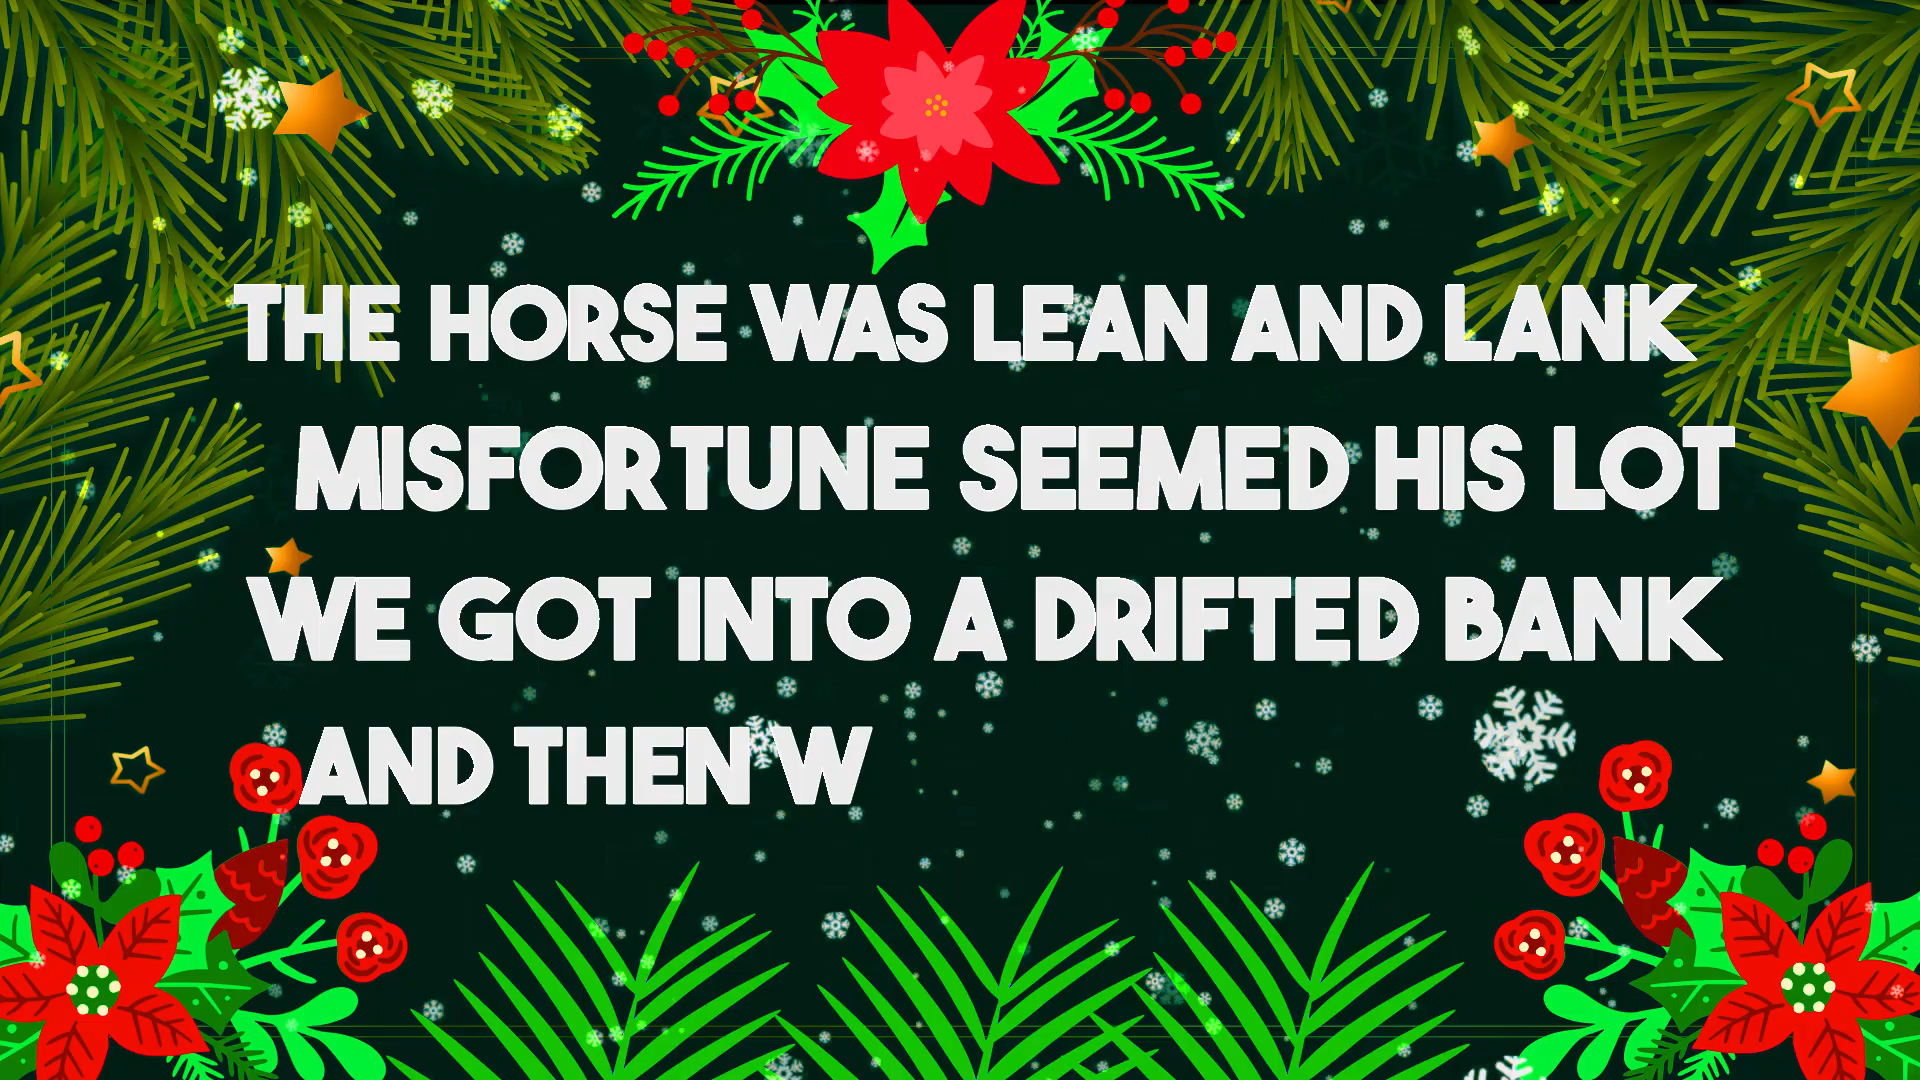 THE HORSE WAS LEAN AND LANK
MISFORTUNE SEEMED HIS LOT
WE GOT INTO A DRIFTED BANK
AND THEN W